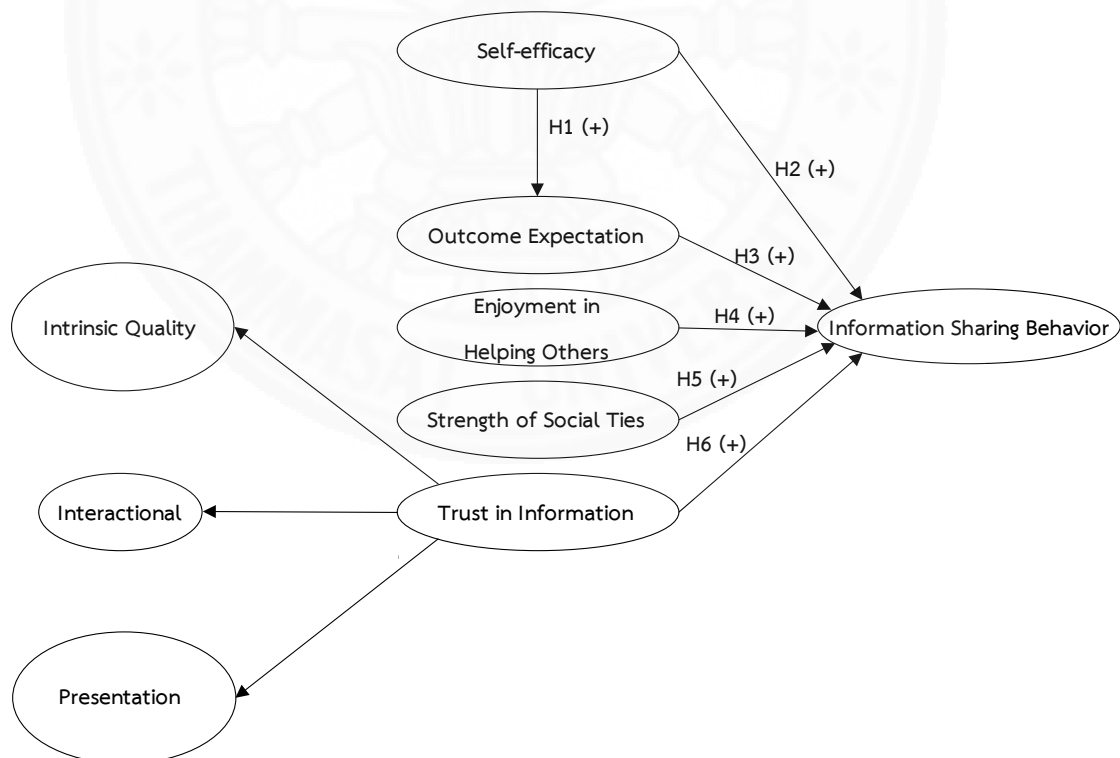 Self-efficacy
H1 (+)
H2 (+)
Outcome Expectation
H3 (+)
Intrinsic Quality
Enjoyment in
Helping Others
H4 (+)
Information Sharing Behavior
H5 (+)
Strength of Social Ties
H6 (+)
Interactional
Trust in Information
Presentation